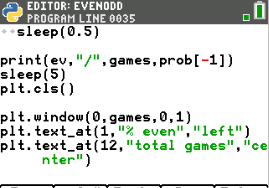 EDITOR: EVENODD
PROGRAM LINE 0035
··sleep(0.5)
print(ev,"/",games,prob[-1])
sleep(5)
plt.cls()
plt.window(0,games,0,1)
plt.text_at(1,"% even","left")
plt.text_at(12,"total games","ce
nter")